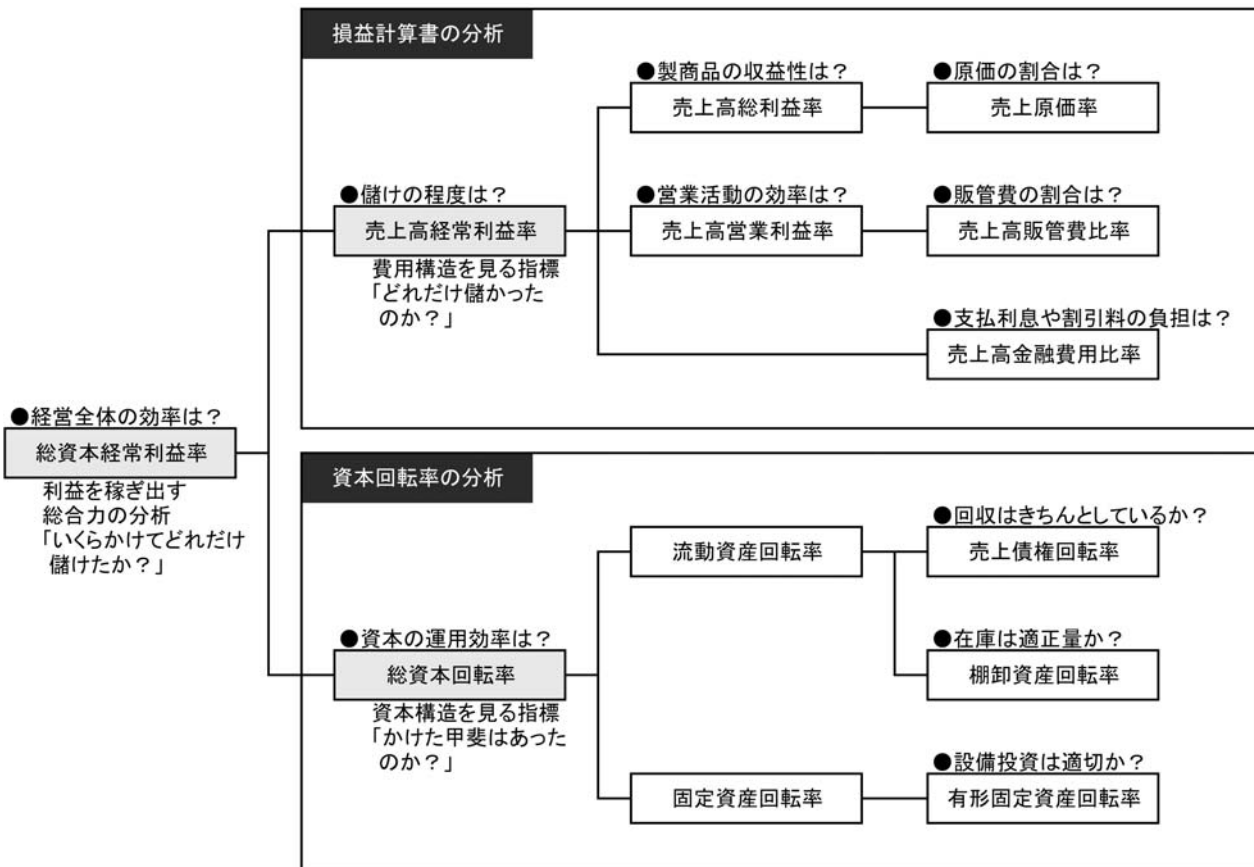 損益計算書の分析
●製商品の収益性は？
売上高総利益率
●原価の割合は？
売上原価率
●儲けの程度は？
売上高経常利益率
費用構造を見る指標
「どれだけ儲かった
のか？」
●営業活動の効率は？
売上高営業利益率
●販管費の割合は？
売上高販管費比率
●支払利息や割引料の負担は？
売上高金融費用比率
●経営全体の効率は？
総資本経常利益率
利益を稼ぎ出す
総合力の分析
「いくらかけてどれだけ
儲けたか？」
資本回転率の分析
流動資産回転率
●回収はきちんとしているか？
売上債権回転率
●在庫は適正量か？
棚卸資産回転率
●資本の運用効率は？
総資本回転率
資本構造を見る指標
「かけた甲斐はあった
のか？」
固定資産回転率
●設備投資は適切か？
有形固定資産回転率